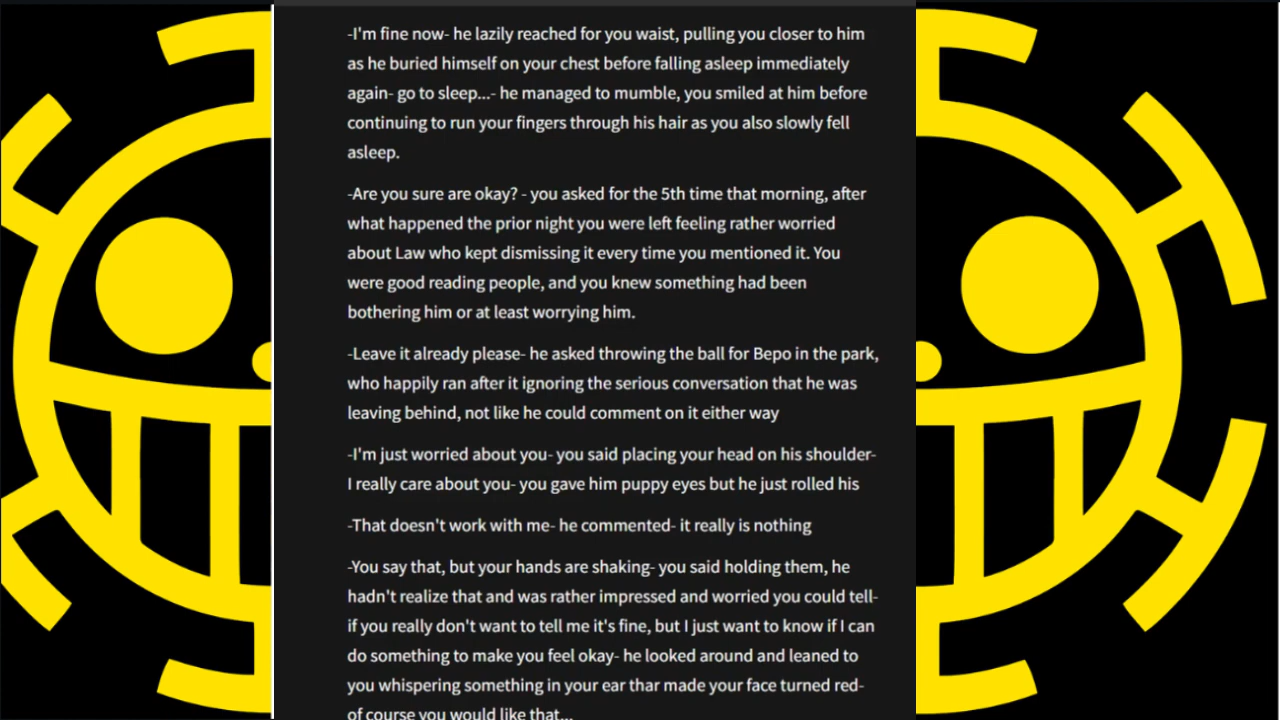 -I'm fine now- he lazily reached for you waist, pulling you closer to him
as he buried himself on your chest before falling asleep immediately
again- go to sleep...- he managed to mumble, you smiled at him before
continuing to run your fingers through his hair as you also slowly fell
asleep.
-Are you sure are okay? - you asked for the 5th time that morning, after
what happened the prior night you were left feeling rather worried
about Law who kept dismissing it every time you mentioned it. You
were good reading people, and you knew something had been
bothering him or at least worrying him.
-Leave it already please- he asked throwing the ball for Bepo in the park,
who happily ran after it ignoring the serious conversation that he was
leaving behind, not like he could comment on it either way
-I'm just worried about you- you said placing your head on his shoulder-
I really care about you- you gave him puppy eyes but he just rolled his
-That doesn't work with me- he commented- it really is nothing
-You say that, but your hands are shaking- you said holding them, he
hadn't realize that and was rather impressed and worried you could tell-
if you really don't want to tell me it's fine, but I just want to know if I can
do something to make you feel okay- he looked around and leaned to
you whispering something in your ear thar made your face turned red-
of course you would like that...